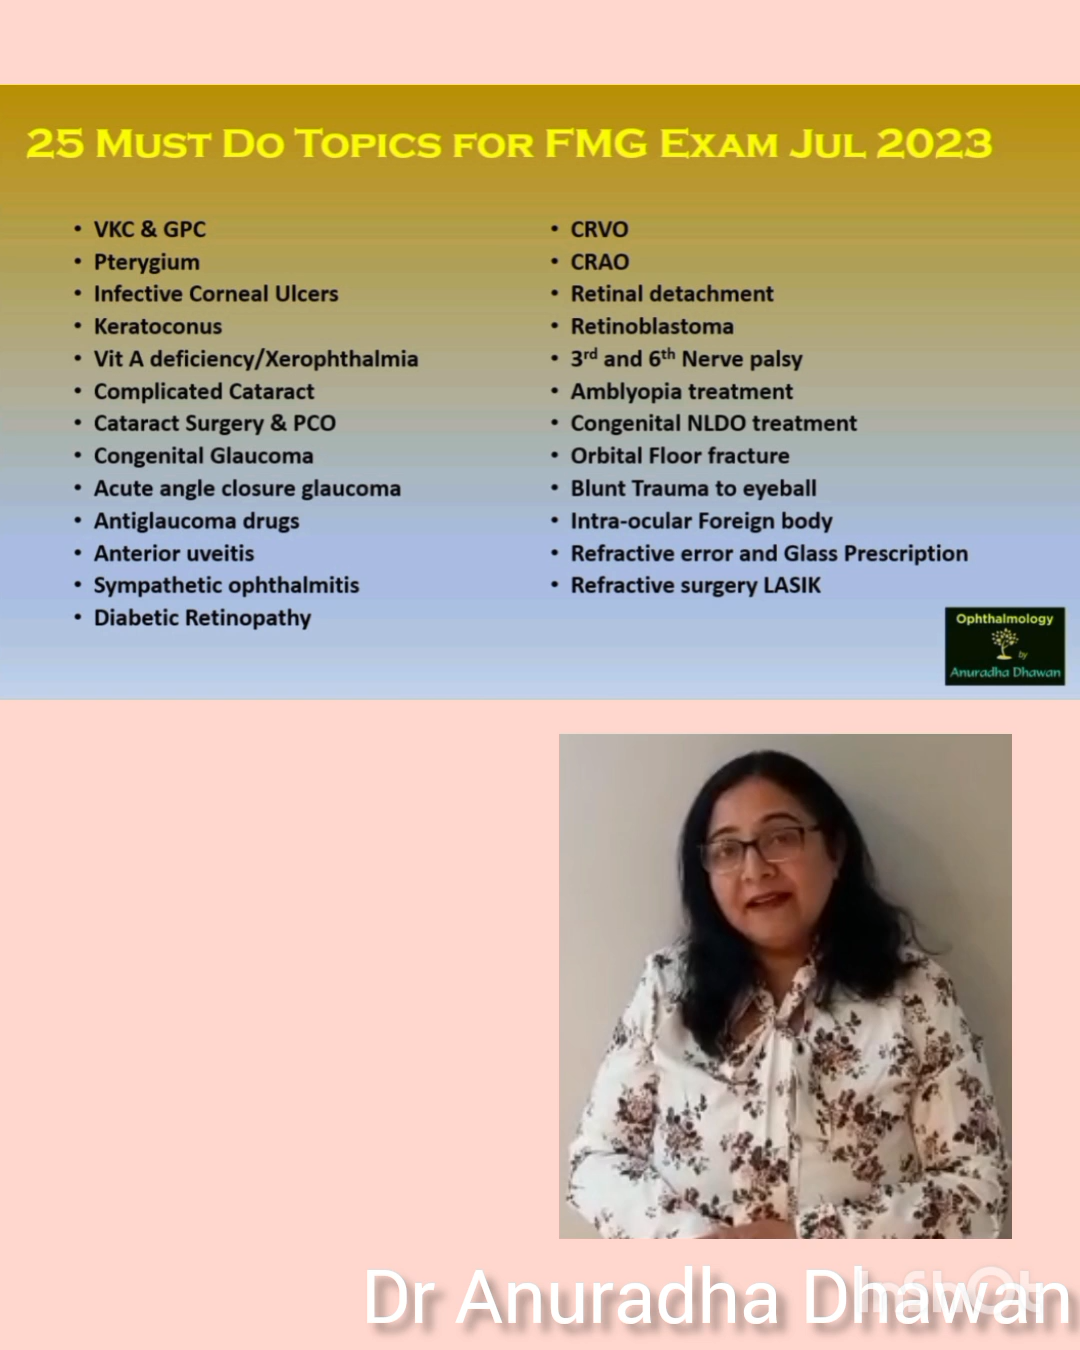 25 Must Do Topics for FMG Exam Jul 2023
• VKC & GPC
• Pterygium
• Infective Corneal Ulcers
• Keratoconus
• Vit A deficiency/Xerophthalmia
• Complicated Cataract
• Cataract Surgery & PCO
• Congenital Glaucoma
• Acute angle closure glaucoma
• Antiglaucoma drugs
• Anterior uveitis
• Sympathetic ophthalmitis
• Diabetic Retinopathy
• CRVO
• CRAO
• Retinal detachment
• Retinoblastoma
• 3rd and 6th Nerve palsy
• Amblyopia treatment
• Congenital NLDO treatment
• Orbital Floor fracture
• Blunt Trauma to eyeball
• Intra-ocular Foreign body
• Refractive error and Glass Prescription
• Refractive surgery LASIK
Ophthalmology
by
Anuradha Dhawan
Dr Anuradha Dhawan
InShOt